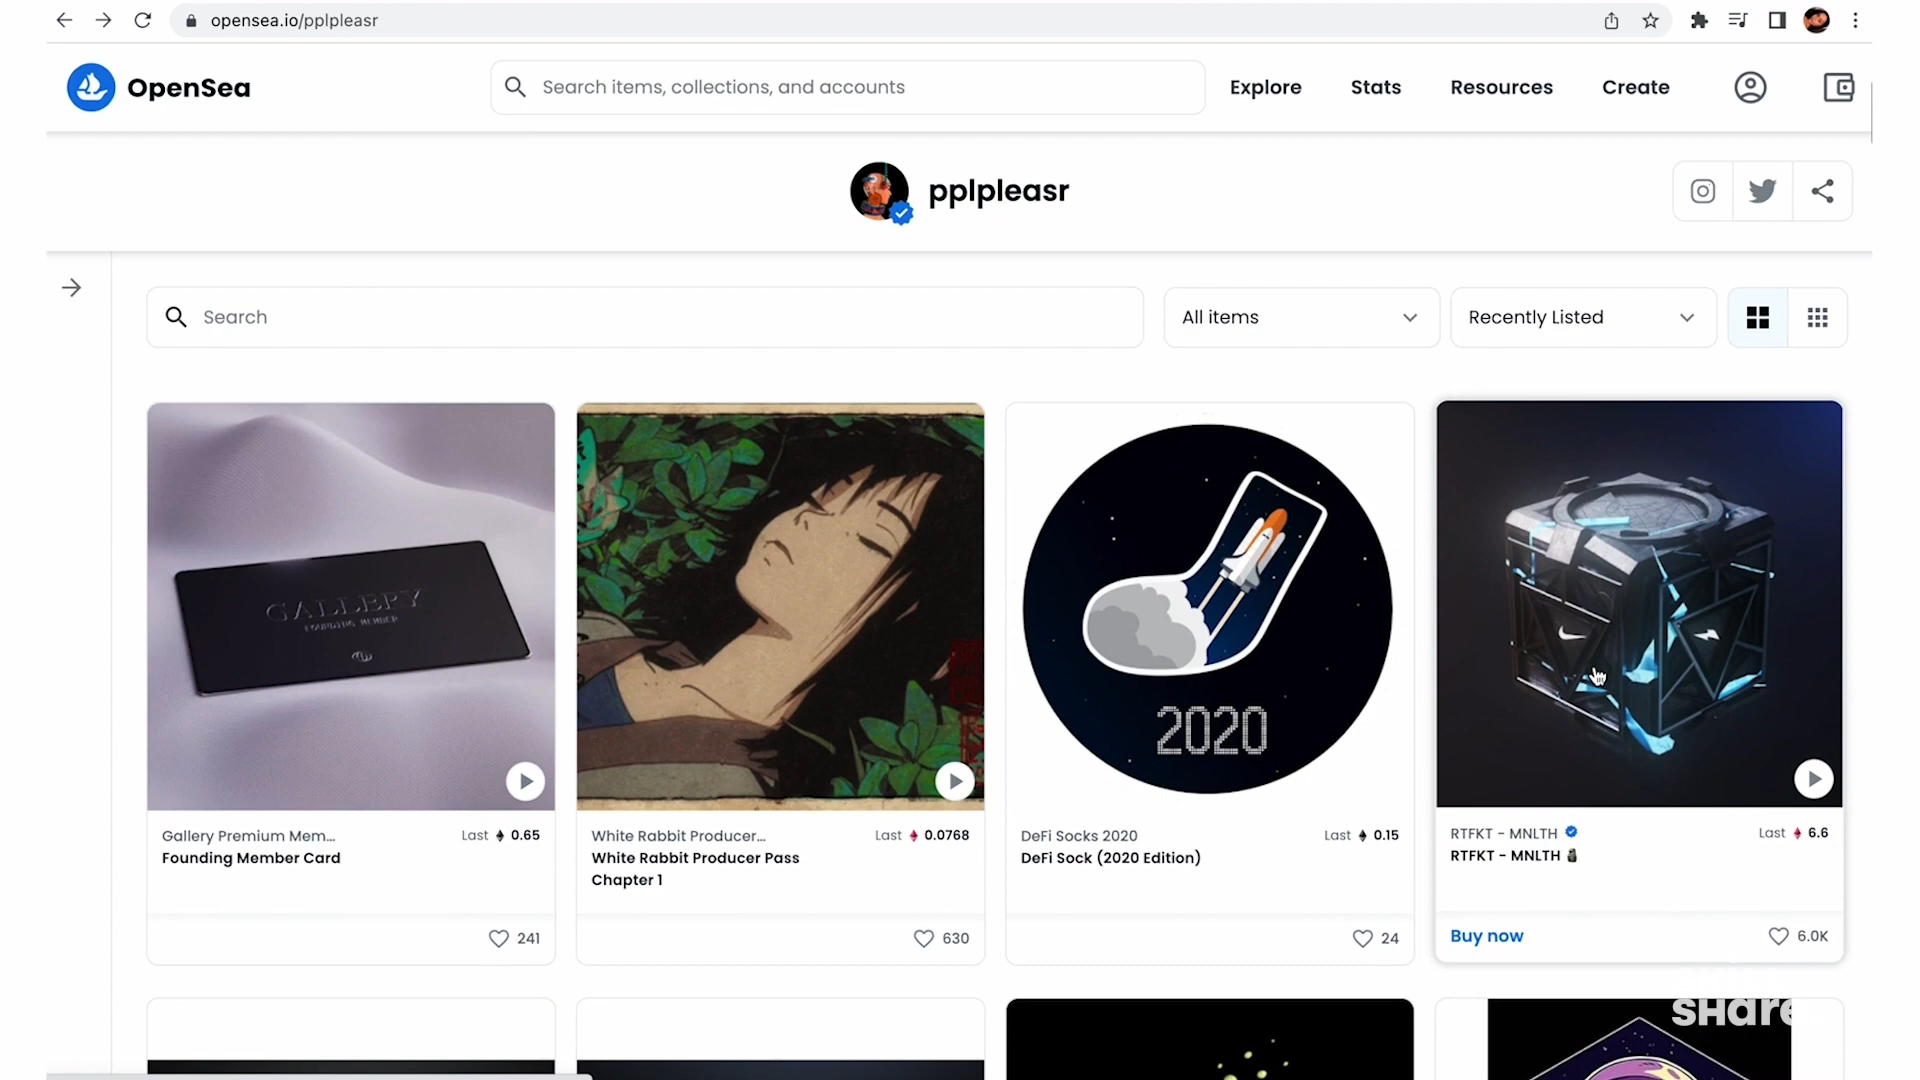 opensea.io/pplpleasr
OpenSea
Search items, collections, and accounts
Explore
Stats
Resources
Create
pplpleasr
Search
All items
Recently Listed
GALLERY
FOUNDING MEMBER
2020
Gallery Premium Mem...
Last 0.65
Founding Member Card
241
White Rabbit Producer...
Last 0.0768
White Rabbit Producer Pass
Chapter 1
630
DeFi Socks 2020
Last 0.15
DeFi Sock (2020 Edition)
24
RTFKT - MNLTH
Last 6.6
RTFKT - MNLTH
Buy now
6.0K
SHare